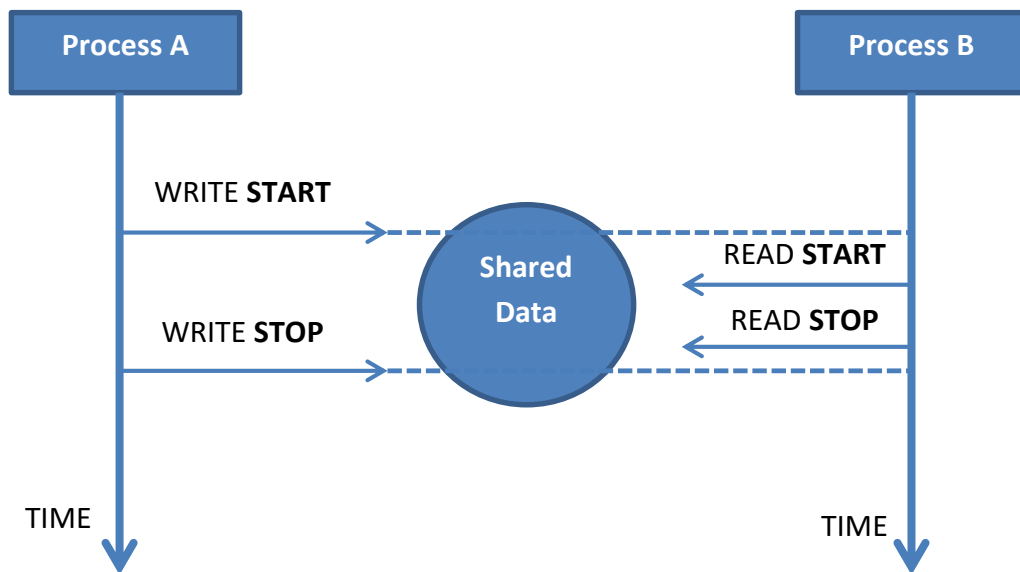 Process A
Process B
WRITE START
READ START
Shared
Data
READ STOP
WRITE STOP
TIME
TIME